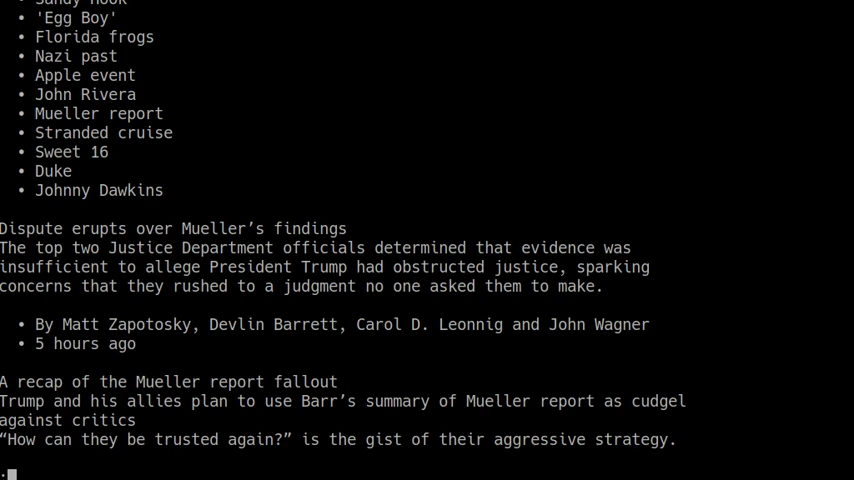 Sandy Hook
• 'Egg Boy'
• Florida frogs
• Nazi past
• Apple event
• John Rivera
• Mueller report
• Stranded cruise
• Sweet 16
• Duke
• Johnny Dawkins
Dispute erupts over Mueller’s findings
The top two Justice Department officials determined that evidence was
insufficient to allege President Trump had obstructed justice, sparking
concerns that they rushed to a judgment no one asked them to make.
• By Matt Zapotosky, Devlin Barrett, Carol D. Leonnig and John Wagner
• 5 hours ago
A recap of the Mueller report fallout
Trump and his allies plan to use Barr’s summary of Mueller report as cudgel
against critics
“How can they be trusted again?” is the gist of their aggressive strategy.
: